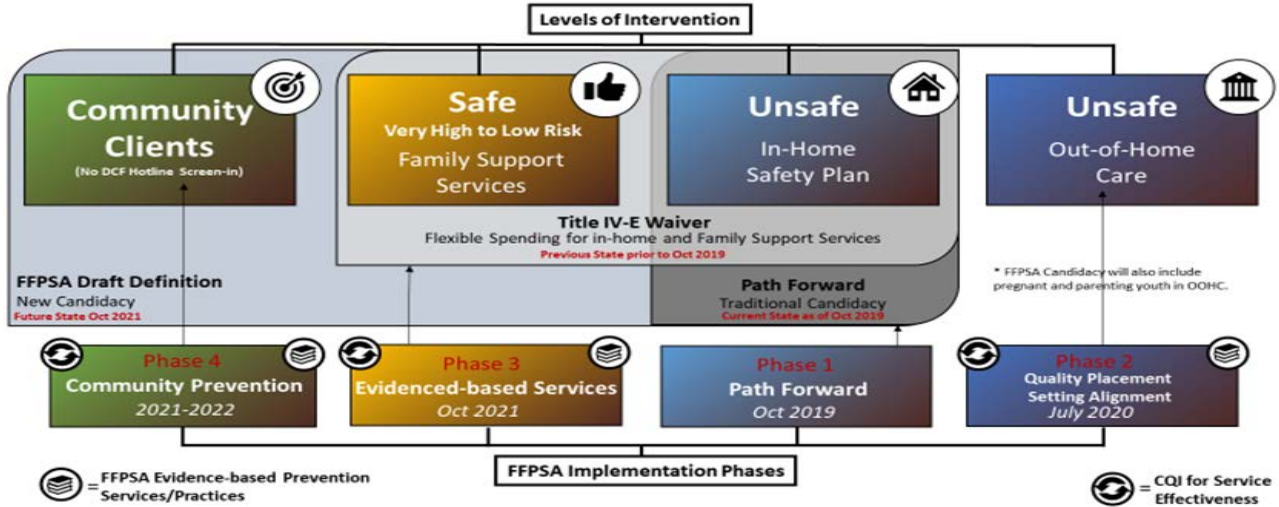 Levels of Intervention
Community
Clients
(No DCF Hotline Screen-in)
Safe
Very High to Low Risk
Family Support
Services
Unsafe
In-Home
Safety Plan
Unsafe
Out-of-Home
Care
Title IV-E Waiver
Flexible Spending for in-home and Family Support Services
Previous State prior to Oct 2019
FFPSA Draft Definition
New Candidacy
Future State Oct 2021
Path Forward
Traditional Candidacy
Current State as of Oct 2019
* FFPSA Candidacy will also include
pregnant and parenting youth in OOHC.
Phase 4
Community Prevention
2021-2022
Phase 3
Evidenced-based Services
Oct 2021
Phase 1
Path Forward
Oct 2019
Phase 2
Quality Placement
Setting Alignment
July 2020
FFPSA Implementation Phases
=FFPSA Evidence-based Prevention
Services/Practices
= CQI for Service
Effectiveness